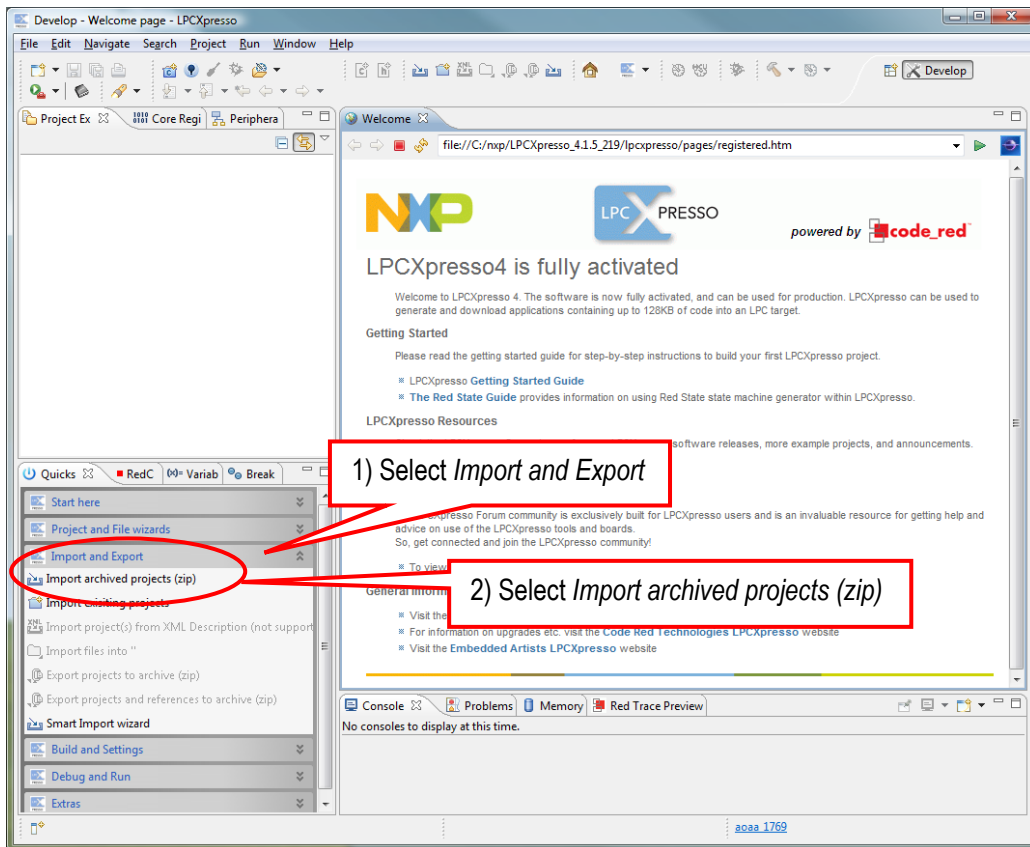 Develop - Welcome page - LPCXpresso
File Edit Navigate Search Project Run Window Help
Develop
Project Ex Core Regi Periphera
Welcome
file://C:/nxp/LPCXpresso_4.1.5_219/lpcxpresso/pages/registered.htm
NXP LPC XPRESSO powered by code_red
LPCXpresso4 is fully activated
Welcome to LPCXpresso 4. The software is now fully activated, and can be used for production. LPCXpresso can be used to
generate and download applications containing up to 128KB of code into an LPC target.
Getting Started
Please read the getting started guide for step-by-step instructions to build your first LPCXpresso project.
LPCXpresso Getting Started Guide
The Red State Guide provides information on using Red State state machine generator within LPCXpresso.
LPCXpresso Resources
software releases, more example projects, and announcements.
1) Select Import and Export
Forum community is exclusively built for LPCXpresso users and is an invaluable resource for getting help and
advice on use of the LPCXpresso tools and boards.
So, get connected and join the LPCXpresso community!
To view
2) Select Import archived projects (zip)
General
Visit the
For information on upgrades etc. visit the Code Red Technologies LPCXpresso website
Visit the Embedded Artists LPCXpresso website
Quicks RedC (x)= Variab Break
Start here
Project and File wizards
Import and Export
Import archived projects (zip)
Import Exisiting projects
Import project(s) from XML Description (not support
Import files into ''
Export projects to archive (zip)
Export projects and references to archive (zip)
Smart Import wizard
Build and Settings
Debug and Run
Extras
Console Problems Memory Red Trace Preview
No consoles to display at this time.
aoaa 1769